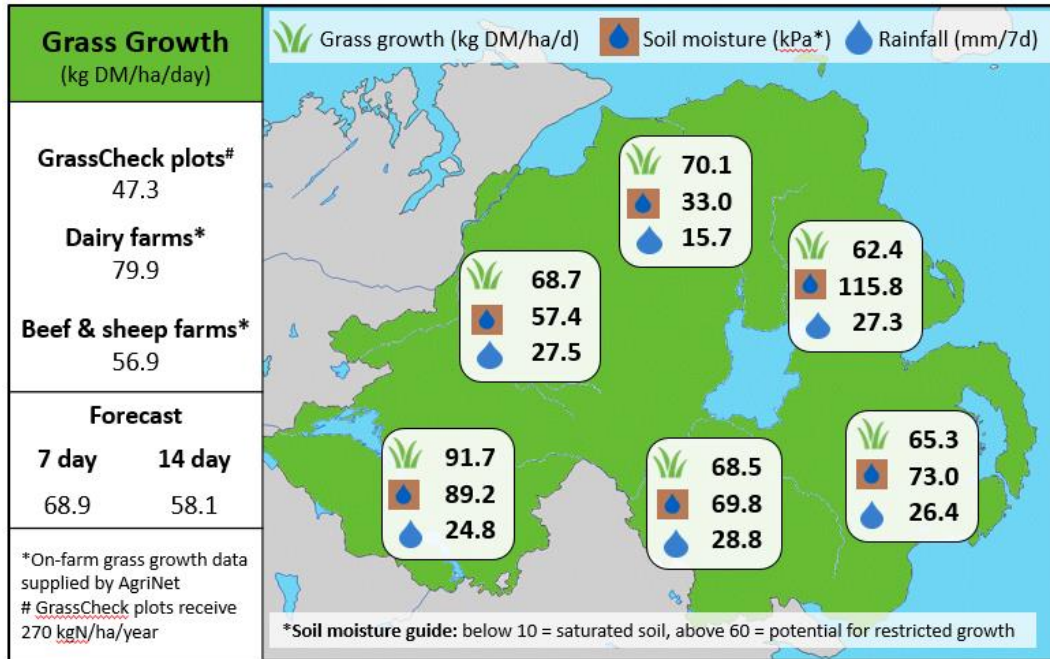 Grass Growth
(kg DM/ha/day)
GrassCheck plots#
47.3
Dairy farms*
79.9
Beef & sheep farms*
56.9
Forecast
7 day 14 day
68.9 58.1
*On-farm grass growth data
supplied by AgriNet
# GrassCheck plots receive
270 kgN/ha/year
Grass growth (kg DM/ha/d) Soil moisture (kPa*) Rainfall (mm/7d)
70.1
33.0
15.7
62.4
115.8
27.3
68.7
57.4
27.5
91.7
89.2
24.8
68.5
69.8
28.8
65.3
73.0
26.4
*Soil moisture guide: below 10 = saturated soil, above 60 = potential for restricted growth